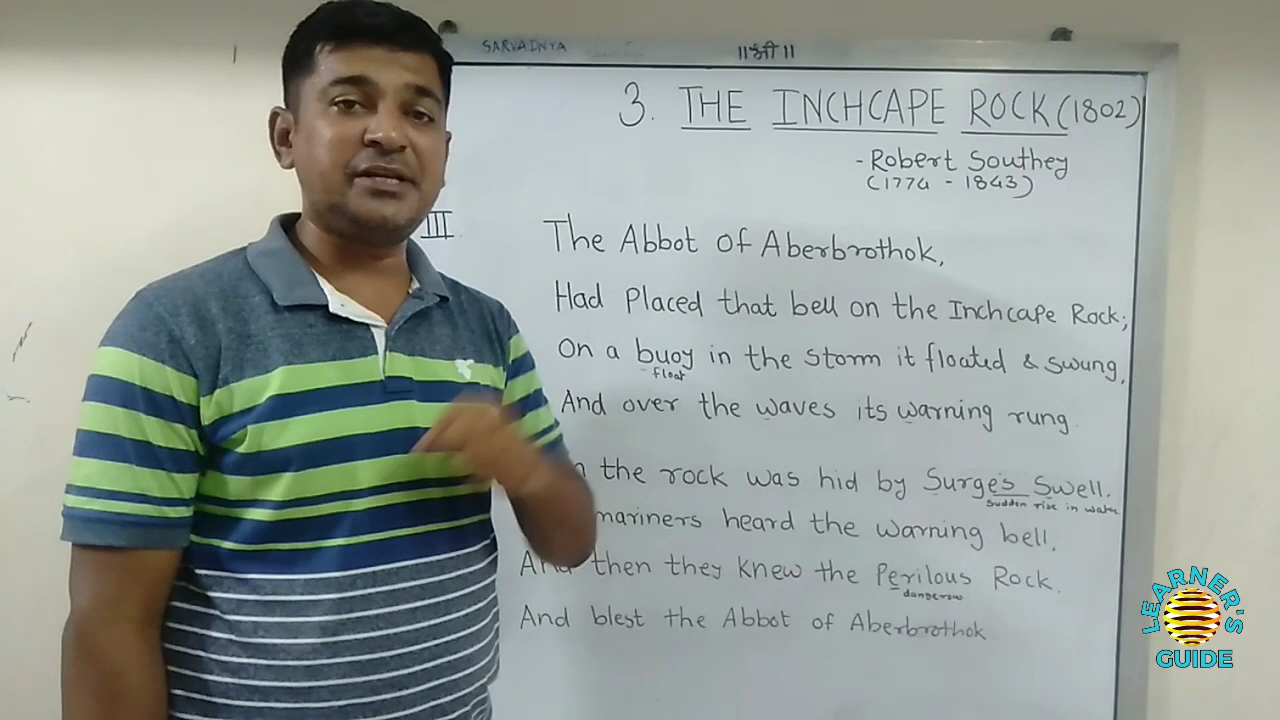 SARVADNYA
॥श्री॥
3. THE INCHCAPE ROCK (1802)
- Robert Southey
(1774 - 1843)
III
The Abbot of Aberbrothok,
Had placed that bell on the Inchcape Rock;
On a buoy in the storm it floated & swung,
float
And over the waves its warning rung
the rock was hid by Surge's Swell.
sudden rise in water
mariners heard the warning bell,
And then they knew the Perilous Rock.
dangerous
And blest the Abbot of Aberbrothok
LEARNER'S
GUIDE